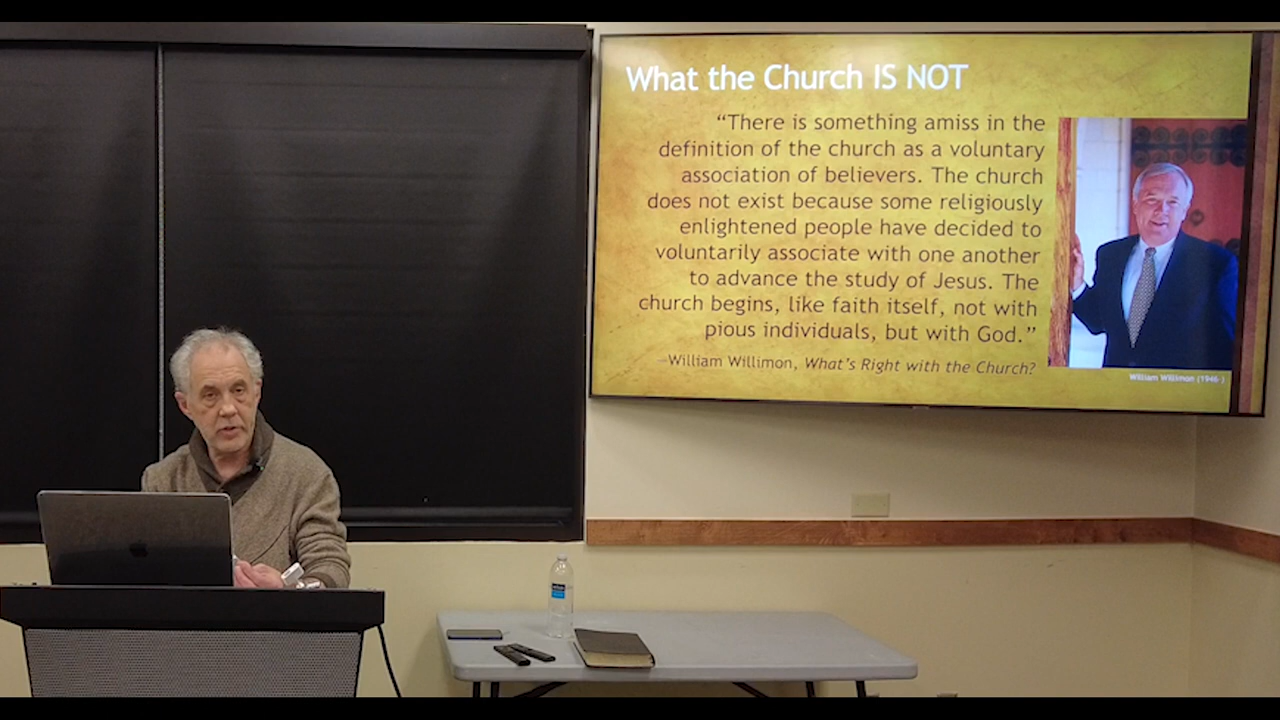 What the Church IS NOT
“There is something amiss in the
definition of the church as a voluntary
association of believers. The church
does not exist because some religiously
enlightened people have decided to
voluntarily associate with one another
to advance the study of Jesus. The
church begins, like faith itself, not with
pious individuals, but with God.”
—William Willimon, What’s Right with the Church?
William Willimon (1946- )